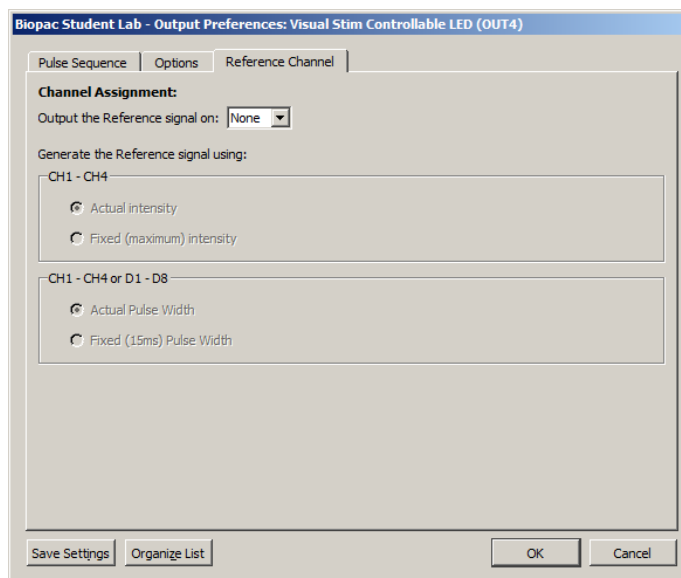 Biopac Student Lab - Output Preferences: Visual Stim Controllable LED (OUT4)
Pulse Sequence Options Reference Channel
Channel Assignment:
Output the Reference signal on: None
Generate the Reference signal using:
CH1 - CH4
Actual intensity
Fixed (maximum) intensity
CH1 - CH4 or D1 - D8
Actual Pulse Width
Fixed (15ms) Pulse Width
Save Settings Organize List OK Cancel